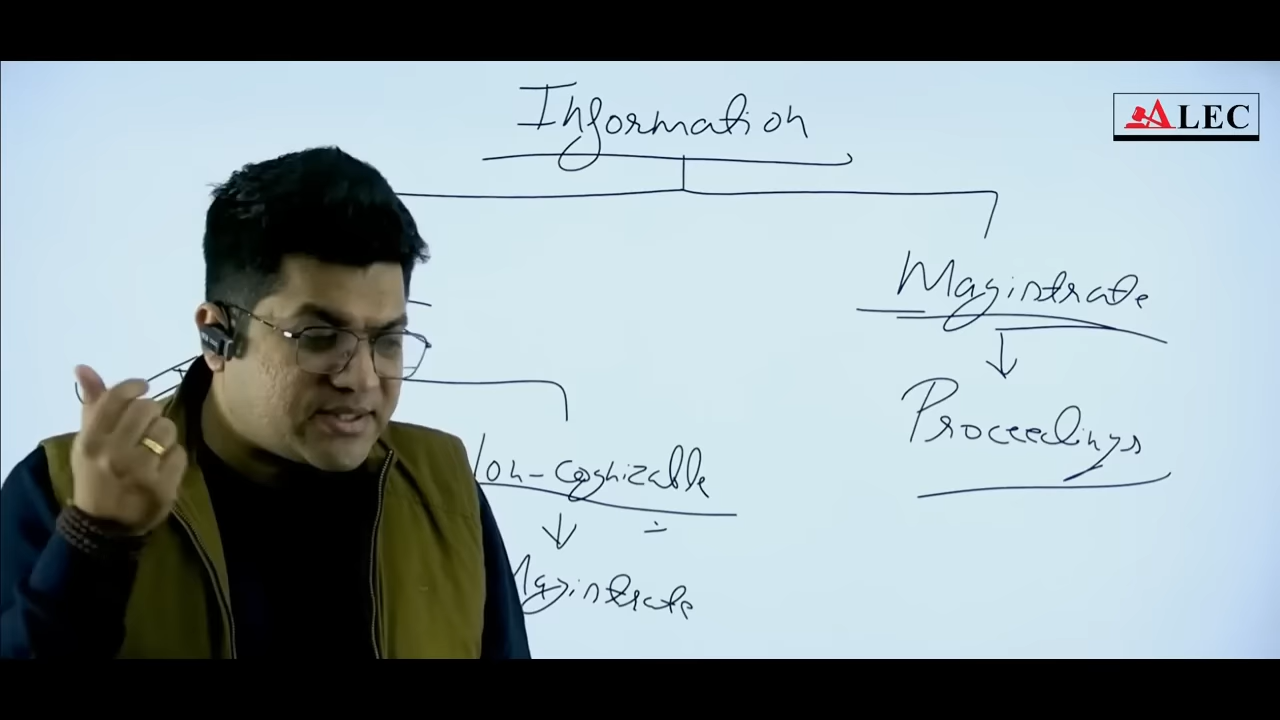 Information
ALEC
Magistrate
Proceedings
Non-cognizable
Magistrate